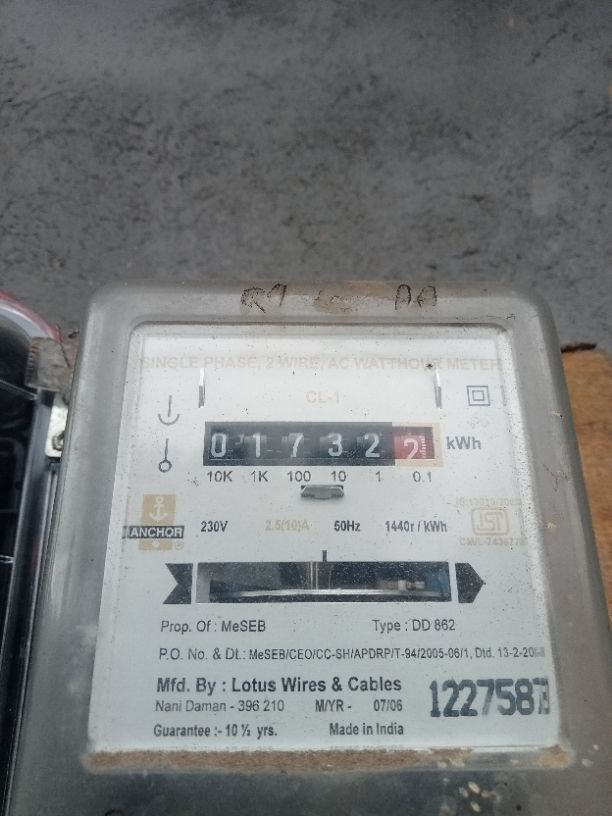 SINGLE PHASE, 2 WIRE, AC WATTHOUR METER
CL-1
0 1 7 3 2 2 kWh
10K 1K 100 10 1 0.1
ANCHOR
230V 2.5(10)A 50Hz 1440r / kWh
ISI
Prop. Of : MeSEB Type : DD 862
P.O. No. & Dt.: MeSEB/CEO/CC-SH/APDRP/T-94/2005-06/1, Dtd. 13-2-
Mfd. By : Lotus Wires & Cables
Nani Daman - 396 210 M/YR - 07/06
Guarantee :- 10 ½ yrs. Made in India